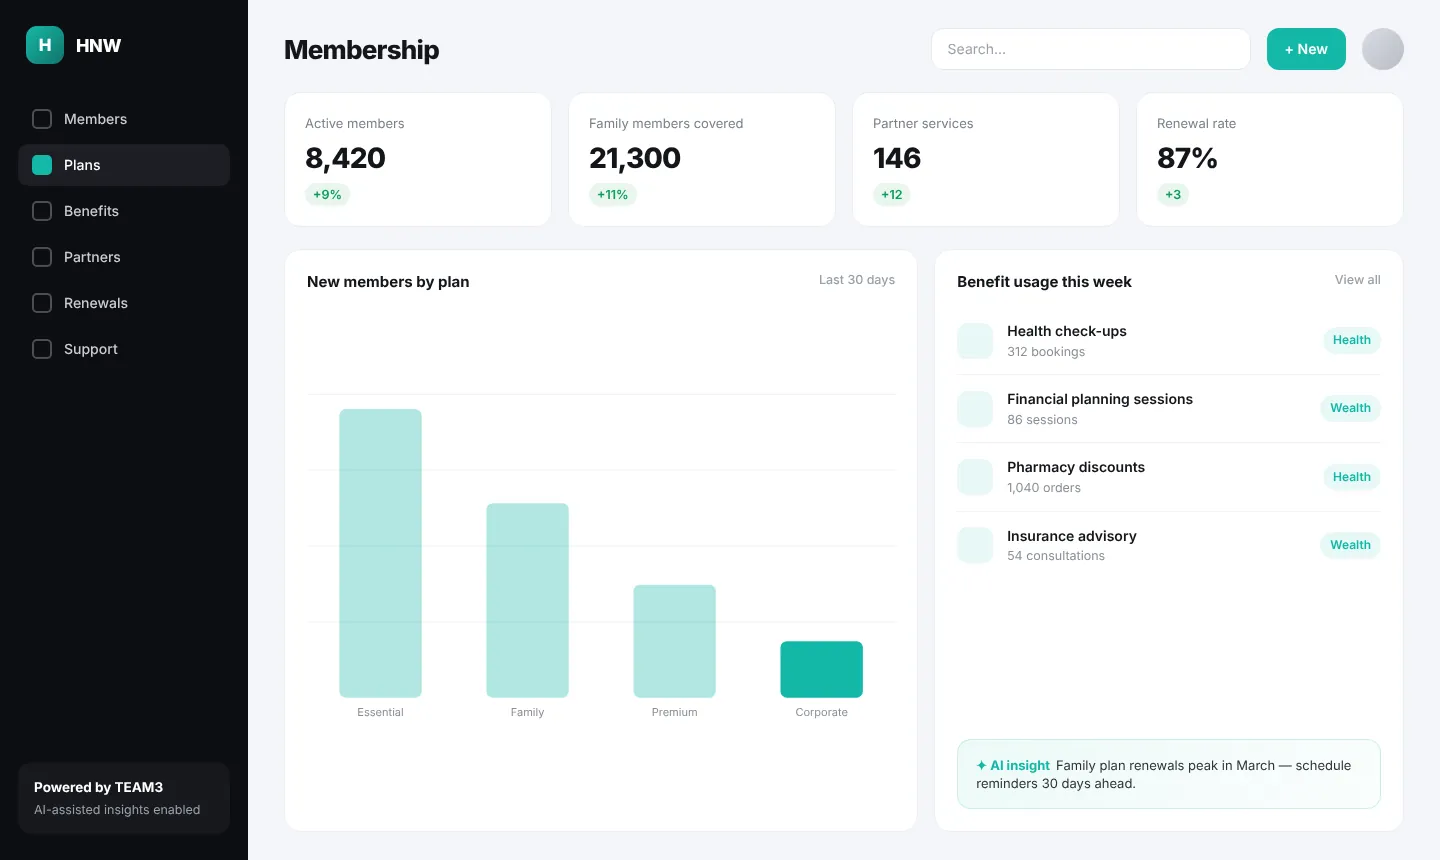 H HNW
Members
Plans
Benefits
Partners
Renewals
Support
Powered by TEAM3
AI-assisted insights enabled
Membership
Search...
+ New
Active members
8,420
+9%
Family members covered
21,300
+11%
Partner services
146
+12
Renewal rate
87%
+3
New members by plan
Last 30 days
Essential
Family
Premium
Corporate
Benefit usage this week
View all
Health check-ups
312 bookings
Health
Financial planning sessions
86 sessions
Wealth
Pharmacy discounts
1,040 orders
Health
Insurance advisory
54 consultations
Wealth
✦ AI insight Family plan renewals peak in March — schedule
reminders 30 days ahead.